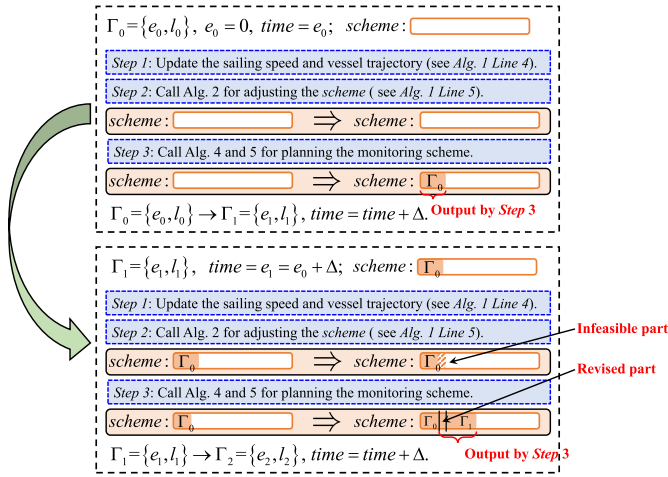 Γ₀={e₀,l₀}, e₀=0, time=e₀; scheme:
Step 1: Update the sailing speed and vessel trajectory (see Alg. 1 Line 4).
Step 2: Call Alg. 2 for adjusting the scheme ( see Alg. 1 Line 5).
scheme: ⇒ scheme:
Step 3: Call Alg. 4 and 5 for planning the monitoring scheme.
scheme: ⇒ scheme: Γ₀
Output by Step 3
Γ₀={e₀,l₀}→Γ₁={e₁,l₁}, time=time+Δ.
Γ₁={e₁,l₁}, time=e₁=e₀+Δ; scheme: Γ₀
Step 1: Update the sailing speed and vessel trajectory (see Alg. 1 Line 4).
Step 2: Call Alg. 2 for adjusting the scheme ( see Alg. 1 Line 5).
Infeasible part
scheme: Γ₀ ⇒ scheme: Γ₀
Revised part
Step 3: Call Alg. 4 and 5 for planning the monitoring scheme.
scheme: Γ₀ ⇒ scheme: Γ₀ Γ₁
Output by Step 3
Γ₁={e₁,l₁}→Γ₂={e₂,l₂}, time=time+Δ.